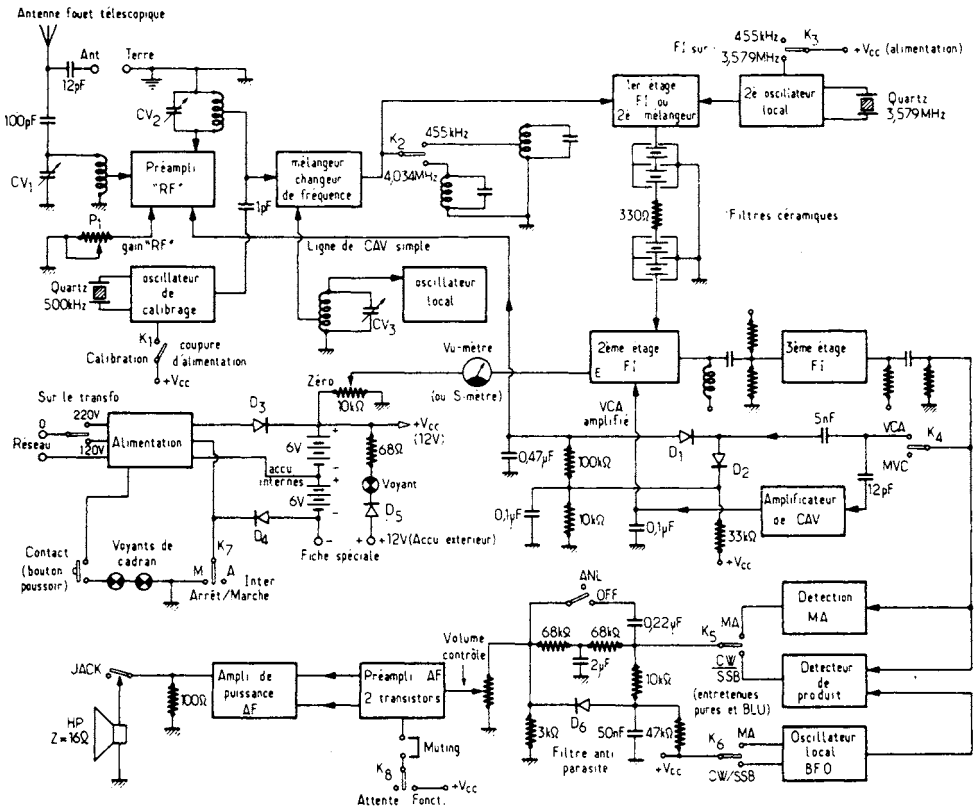 Antenne fouet télescopique
Ant
Terre
12pF
100pF
CV2
CV1
Préampli
"RF"
P1
gain "RF"
1pF
mélangeur
changeur
de fréquence
K2
455kHz
4,034MHz
FI sur
455kHz
3,579MHz
K3
+Vcc (alimentation)
1er étage
FI ou
2è mélangeur
2è oscillateur
local
Quartz
3,579MHz
330Ω
Filtres céramiques
Ligne de CAV simple
Quartz
500kHz
oscillateur
de
calibrage
K1
Calibration
coupure
d'alimentation
+Vcc
oscillateur
local
CV3
Vu-mètre
(ou S-mètre)
Zéro
10kΩ
E
2ème étage
FI
3ème étage
FI
VCA
amplifié
5nF
VCA
K4
MVC
12pF
Sur le transfo
220V
0
Réseau
120V
Alimentation
D3
+Vcc
(12V)
6V
+
-
accu
internes
6V
+
-
68Ω
Voyant
D5
D4
-
Fiche spéciale
+
+12V(Accu exterieur)
0,47µF
100kΩ
D1
D2
0,1µF
10kΩ
0,1µF
33kΩ
+Vcc
Amplificateur
de CAV
Contact
(bouton
poussoir)
Voyants de
cadran
K7
M
A
Inter
Arrêt/Marche
ANL
OFF
0,22µF
68kΩ
68kΩ
2µF
10kΩ
D6
3kΩ
50nF
47kΩ
Filtre anti
parasite
+Vcc
K5
MA
CW
SSB
(entretenues
pures et BLU)
Detection
MA
Detecteur
de
produit
K6
MA
CW/SSB
Oscillateur
local
BFO
JACK
HP
Z=16Ω
100Ω
Ampli de
puissance
AF
Préampli AF
2 transistors
Volume
contrôle
Muting
K8
+Vcc
Attente
Fonct.